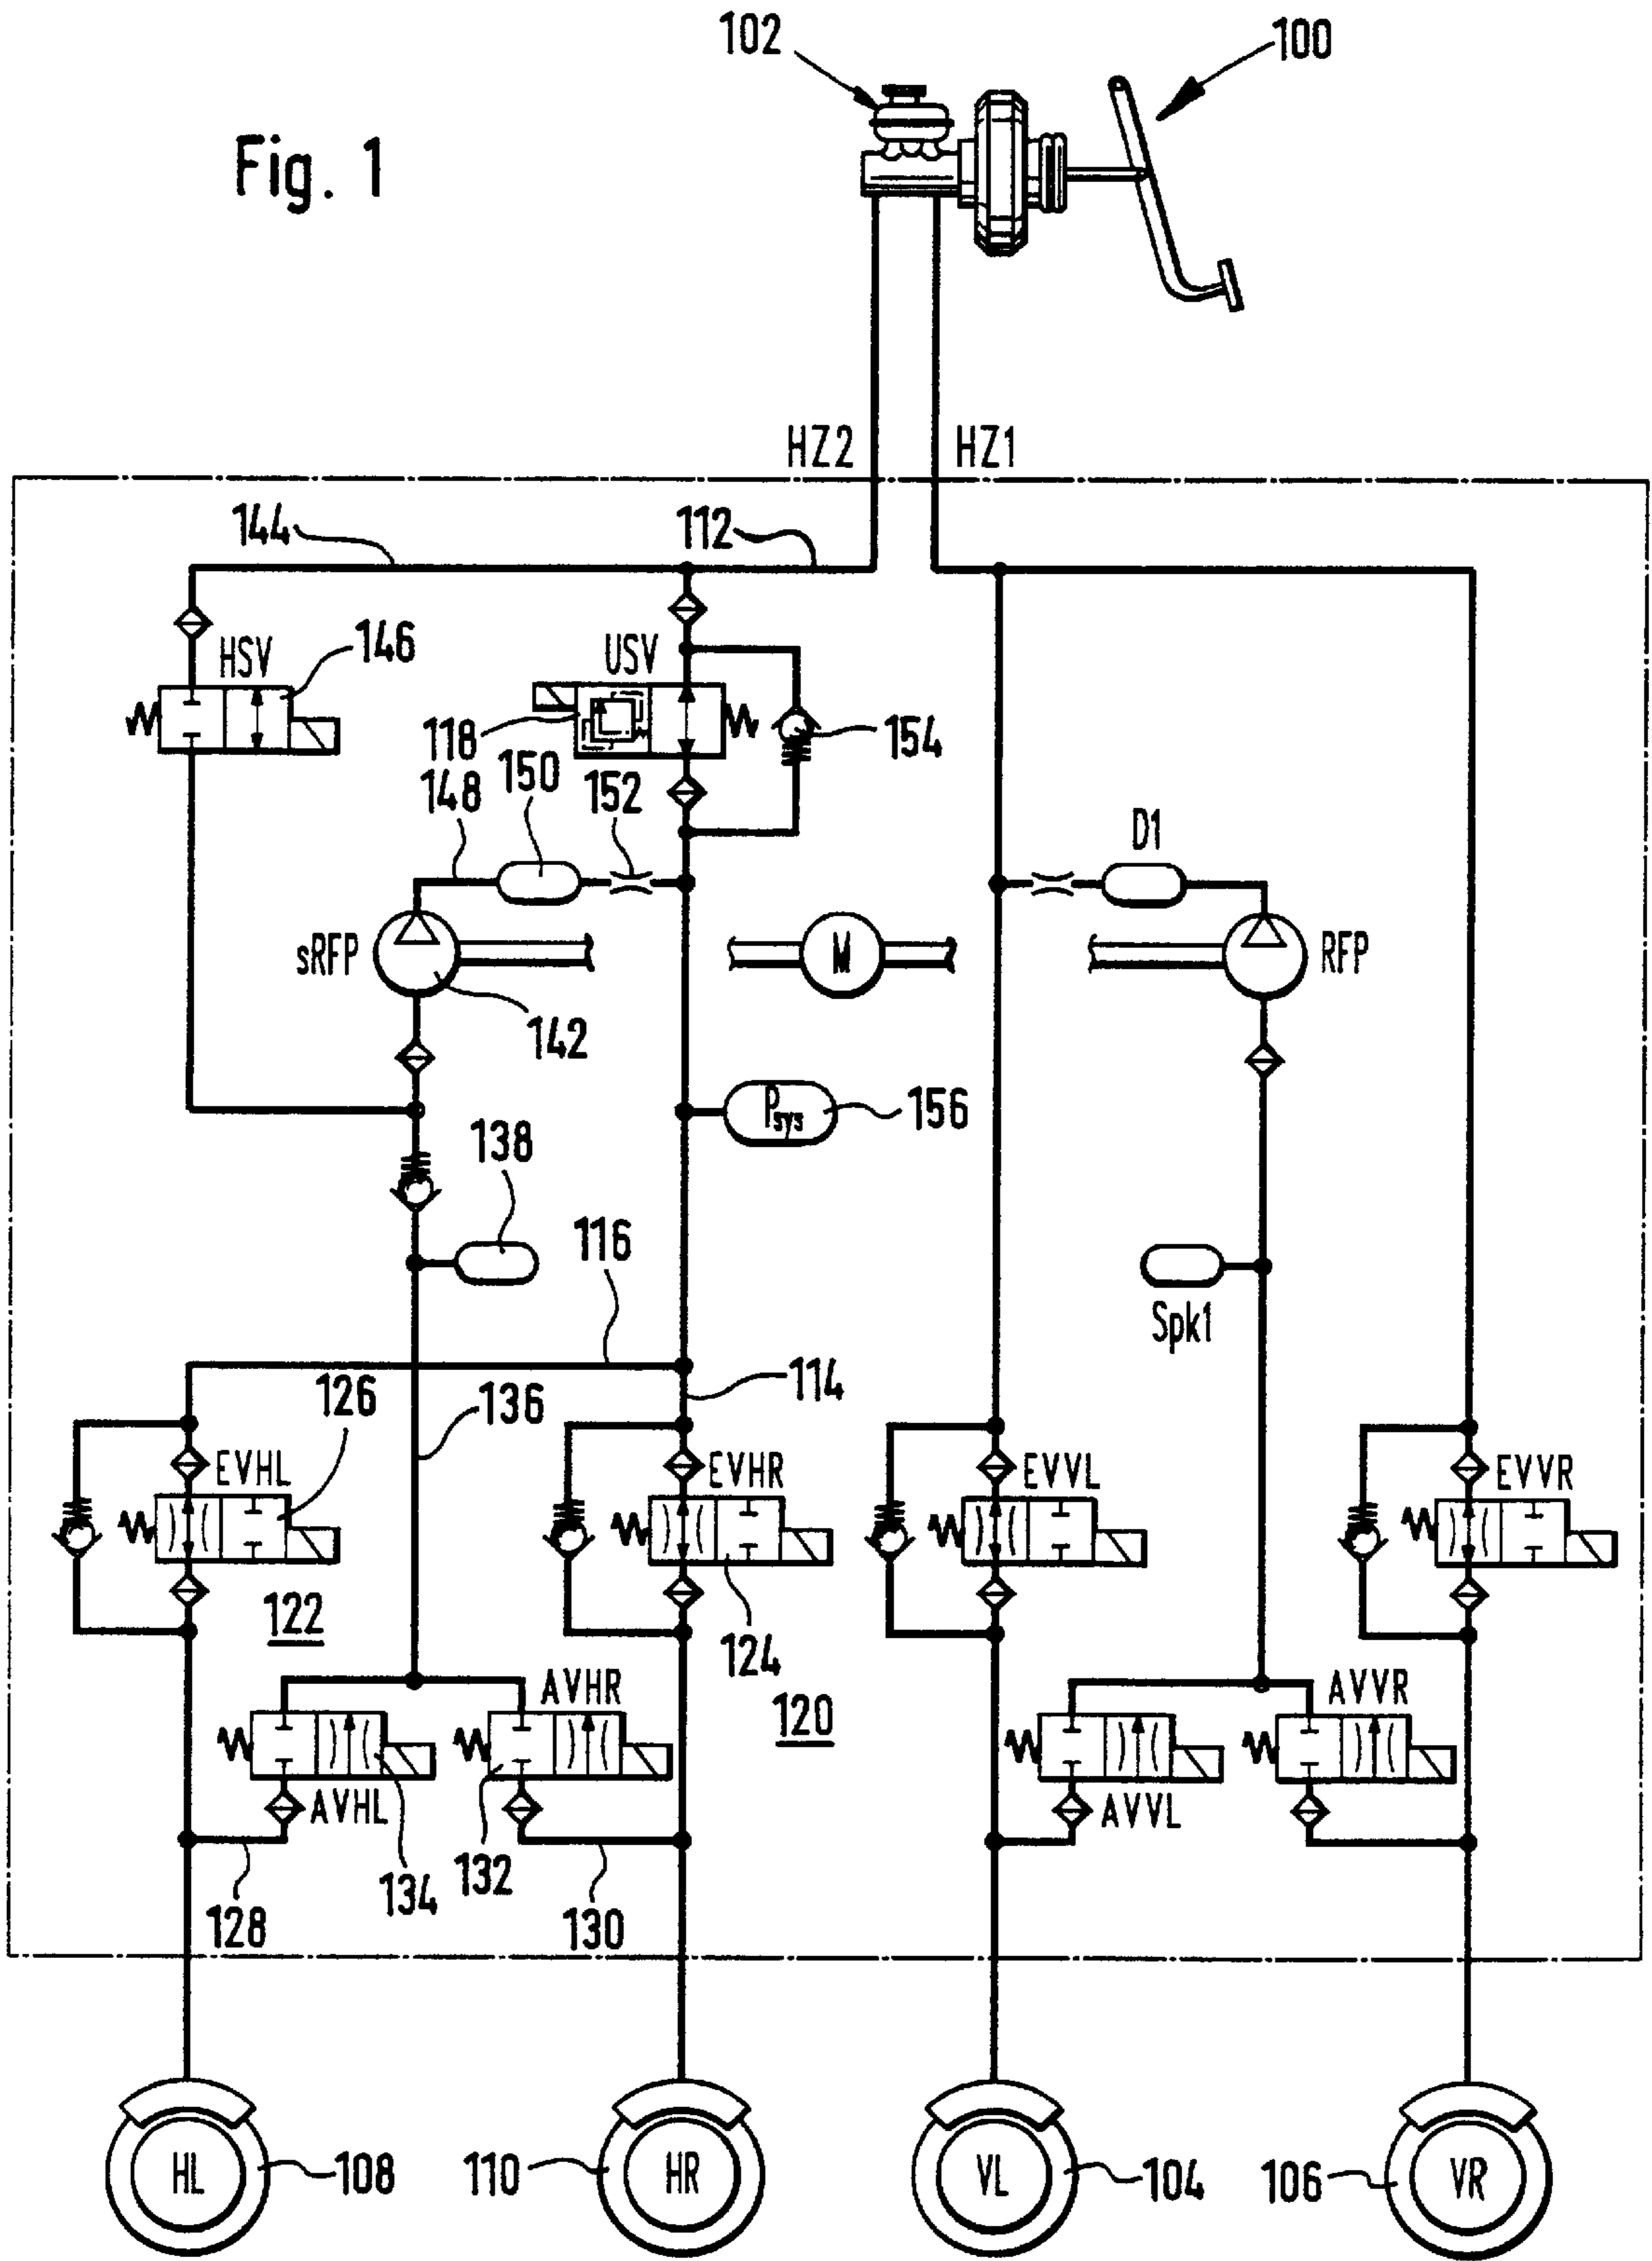 102
100
Fig. 1
HZ2
HZ1
144
112
HSV
146
USV
118
154
148
150
152
D1
sRFP
M
RFP
142
Psys
156
138
116
Spk1
114
126
136
EVHL
EVHR
EVVL
EVVR
122
124
AVHR
120
AVVR
AVHL
AVVL
132
134
128
130
HL
108
110
HR
VL
104
106
VR